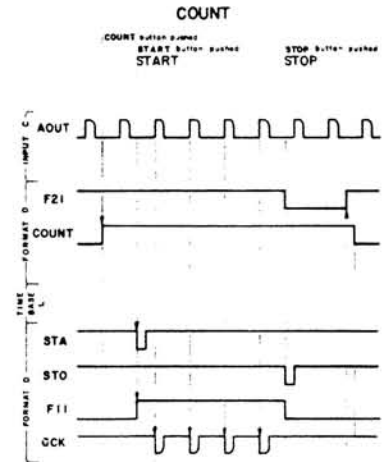 COUNT
COUNT button pushed
START button pushed
START
STOP button pushed
STOP
INPUT C
AOUT
FORMAT D
F21
COUNT
TIME
BASE
L
FORMAT D
STA
STO
F11
GCK